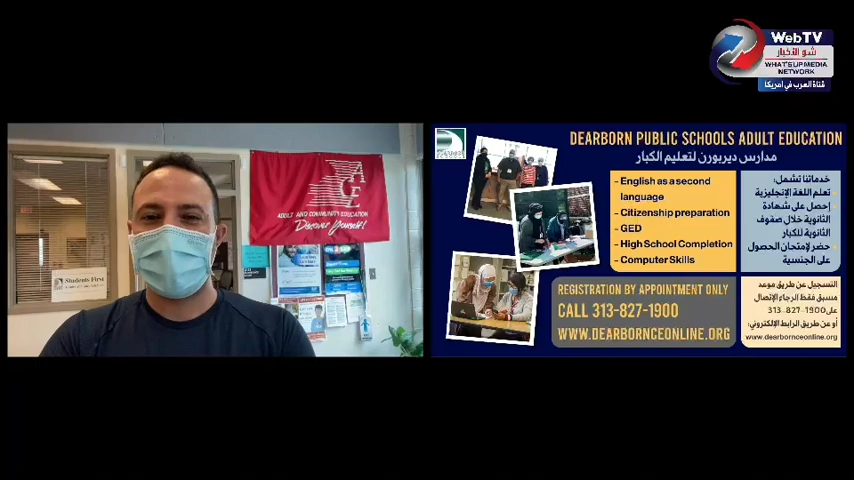 WebTV
شو الأخبار
WHAT'S UP MEDIA
NETWORK
قناة العرب في امريكا
Students First
ACE
ADULT AND COMMUNITY EDUCATION
Discover Yourself!
DEARBORN PUBLIC SCHOOLS ADULT EDUCATION
مدارس ديربورن لتعليم الكبار
- English as a second
language
- Citizenship preparation
- GED
- High School Completion
- Computer Skills
خدماتنا تشمل:
تعلم اللغة الإنجليزية
إحصل على شهادة
الثانوية خلال صفوف
الثانوية للكبار
حضر لإمتحان الحصول
على الجنسية
REGISTRATION BY APPOINTMENT ONLY
CALL 313-827-1900
WWW.DEARBORNCEONLINE.ORG
التسجيل عن طريق موعد
مسبق فقط الرجاء الإتصال
على 1900-827-313
أو عن طريق الرابط الإلكتروني:
www.dearbornceonline.org